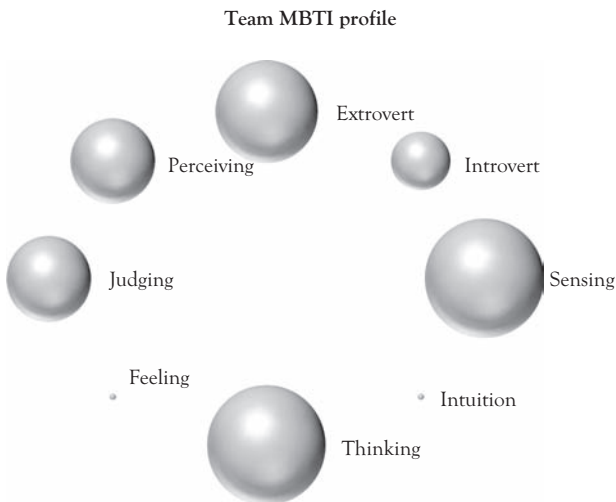 Team MBTI profile
Extrovert
Perceiving
Introvert
Judging
Sensing
Feeling
Intuition
Thinking